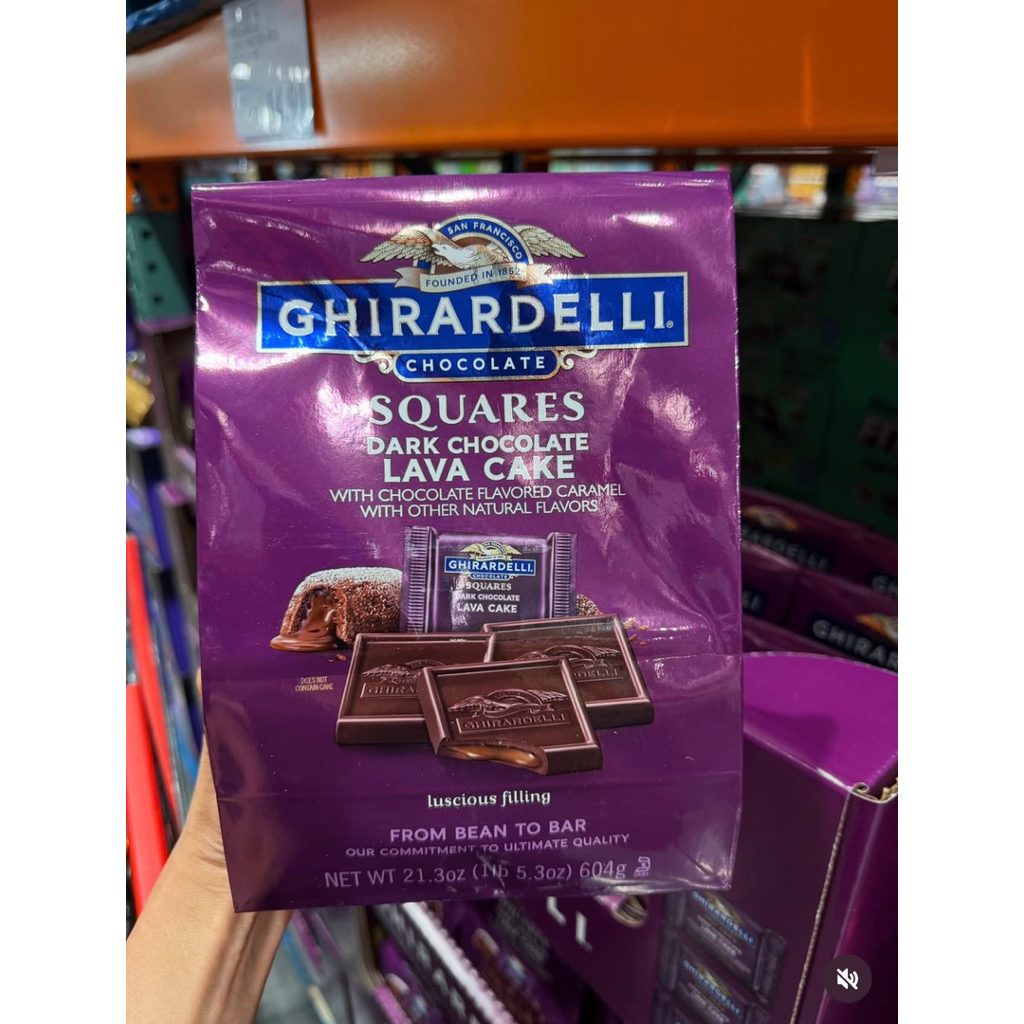 SAN FRANCISCO
FOUNDED IN 1852
GHIRARDELLI®
CHOCOLATE
SQUARES
DARK CHOCOLATE
LAVA CAKE
WITH CHOCOLATE FLAVORED CARAMEL
WITH OTHER NATURAL FLAVORS
GHIRARDELLI
CHOCOLATE
SQUARES
DARK CHOCOLATE
LAVA CAKE
DOES NOT
CONTAIN CAKE
GHIRARDELLI
luscious filling
FROM BEAN TO BAR
OUR COMMITMENT TO ULTIMATE QUALITY
NET WT 21.3oz (1lb 5.3oz) 604g
LAVA CAKE